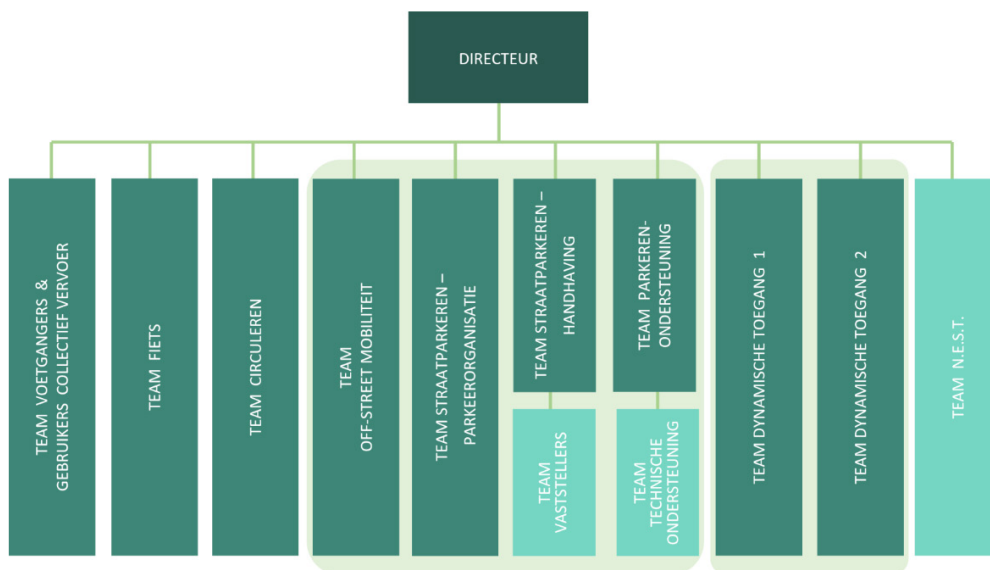 DIRECTEUR
TEAM VOETGANGERS &
GEBRUIKERS COLLECTIEF VERVOER
TEAM FIETS
TEAM CIRCULEREN
TEAM
OFF-STREET MOBILITEIT
TEAM STRAATPARKEREN –
PARKEERORGANISATIE
TEAM STRAATPARKEREN –
HANDHAVING
TEAM PARKEREN-
ONDERSTEUNING
TEAM DYNAMISCHE TOEGANG 1
TEAM DYNAMISCHE TOEGANG 2
TEAM N.E.S.T.
TEAM
VASTSTELLERS
TEAM
TECHNISCHE
ONDERSTEUNING